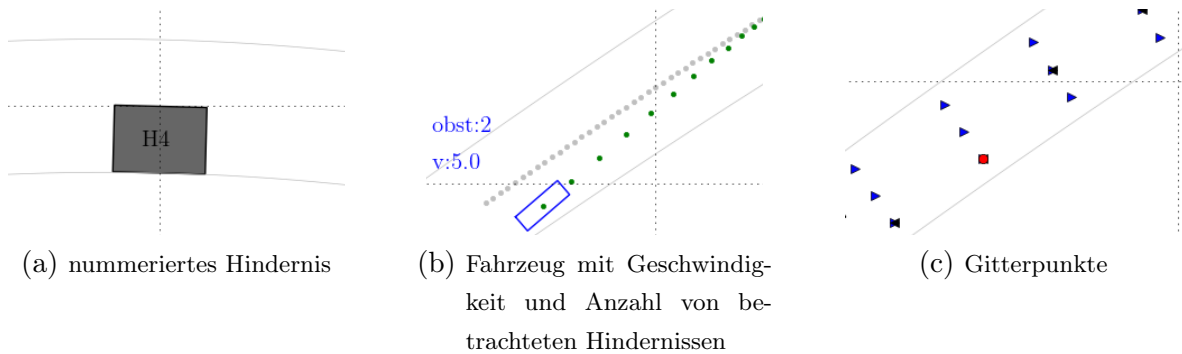 H4
obst:2
v:5.0
(a) nummeriertes Hindernis
(b) Fahrzeug mit Geschwindig-
keit und Anzahl von be-
trachteten Hindernissen
(c) Gitterpunkte